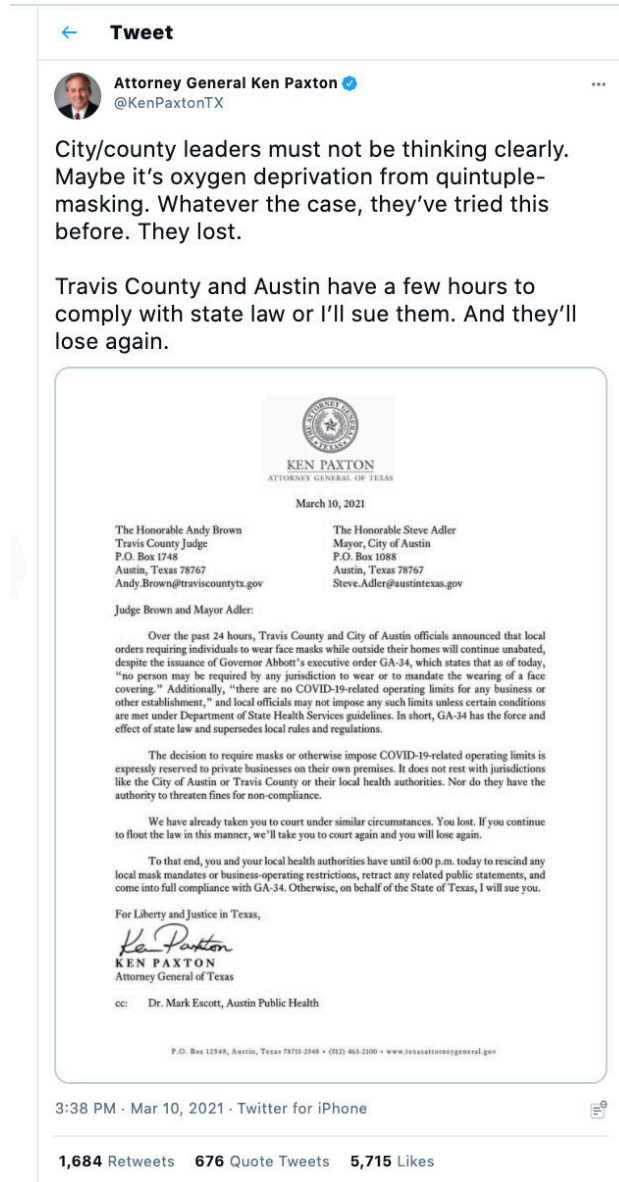 ← Tweet
Attorney General Ken Paxton
@KenPaxtonTX
City/county leaders must not be thinking clearly.
Maybe it's oxygen deprivation from quintuple-
masking. Whatever the case, they've tried this
before. They lost.
Travis County and Austin have a few hours to
comply with state law or I'll sue them. And they'll
lose again.
KEN PAXTON
ATTORNEY GENERAL OF TEXAS
March 10, 2021
The Honorable Andy Brown
Travis County Judge
P.O. Box 1748
Austin, Texas 78767
Andy.Brown@traviscountytx.gov
The Honorable Steve Adler
Mayor, City of Austin
P.O. Box 1088
Austin, Texas 78767
Steve.Adler@austintexas.gov
Judge Brown and Mayor Adler:
Over the past 24 hours, Travis County and City of Austin officials announced that local
orders requiring individuals to wear face masks while outside their homes will continue unabated,
despite the issuance of Governor Abbott's executive order GA-34, which states that as of today,
"no person may be required by any jurisdiction to wear or to mandate the wearing of a face
covering." Additionally, "there are no COVID-19-related operating limits for any business or
other establishment," and local officials may not impose any such limits unless certain conditions
are met under Department of State Health Services guidelines. In short, GA-34 has the force and
effect of state law and supersedes local rules and regulations.
The decision to require masks or otherwise impose COVID-19-related operating limits is
expressly reserved to private businesses on their own premises. It does not rest with jurisdictions
like the City of Austin or Travis County or their local health authorities. Nor do they have the
authority to threaten fines for non-compliance.
We have already taken you to court under similar circumstances. You lost. If you continue
to flout the law in this manner, we'll take you to court again and you will lose again.
To that end, you and your local health authorities have until 6:00 p.m. today to rescind any
local mask mandates or business-operating restrictions, retract any related public statements, and
come into full compliance with GA-34. Otherwise, on behalf of the State of Texas, I will sue you.
For Liberty and Justice in Texas,
Ken Paxton
KEN PAXTON
Attorney General of Texas
cc: Dr. Mark Escott, Austin Public Health
P.O. Box 12548, Austin, Texas 78711-2548 • (512) 463-2100 • www.texasattorneygeneral.gov
3:38 PM · Mar 10, 2021 · Twitter for iPhone
1,684 Retweets 676 Quote Tweets 5,715 Likes